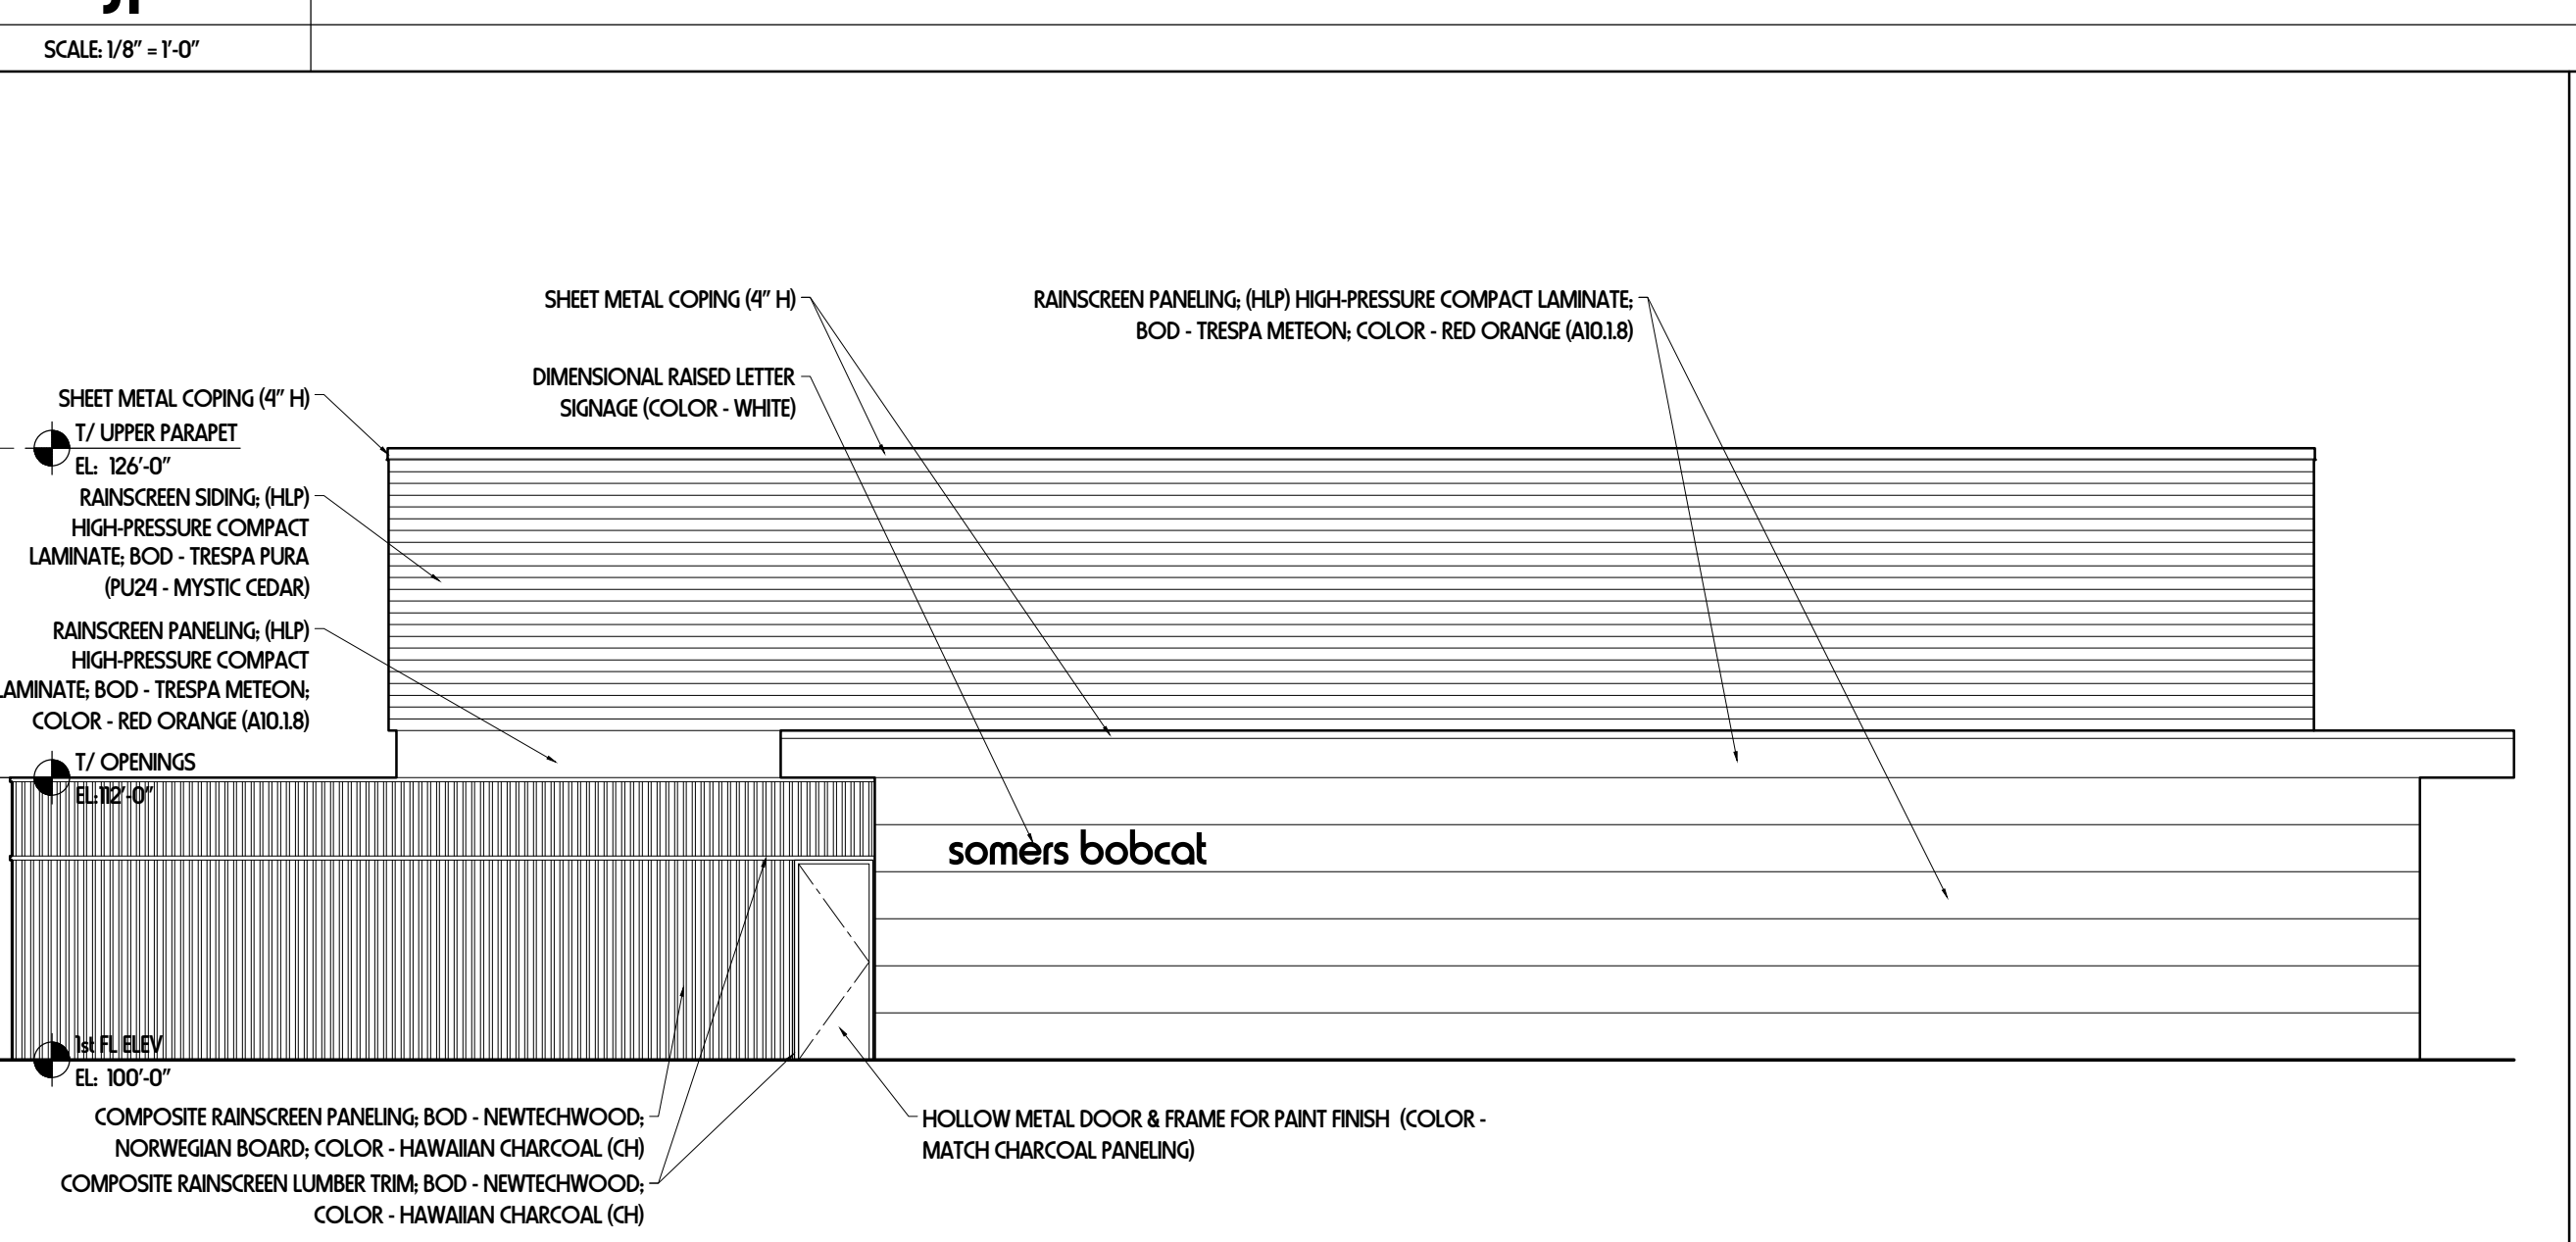 SCALE: 1/8" = 1'-0"
SHEET METAL COPING (4" H)
RAINSCREEN PANELING; (HLP) HIGH-PRESSURE COMPACT LAMINATE;
BOD - TRESPA METEON; COLOR - RED ORANGE (A10.1.8)
DIMENSIONAL RAISED LETTER
SIGNAGE (COLOR - WHITE)
SHEET METAL COPING (4" H)
T/ UPPER PARAPET
EL: 126'-0"
RAINSCREEN SIDING; (HLP)
HIGH-PRESSURE COMPACT
LAMINATE; BOD - TRESPA PURA
(PU24 - MYSTIC CEDAR)
RAINSCREEN PANELING; (HLP)
HIGH-PRESSURE COMPACT
LAMINATE; BOD - TRESPA METEON;
COLOR - RED ORANGE (A10.1.8)
T/ OPENINGS
EL:112'-0"
somers bobcat
1st FL ELEV
EL: 100'-0"
COMPOSITE RAINSCREEN PANELING; BOD - NEWTECHWOOD;
NORWEGIAN BOARD; COLOR - HAWAIIAN CHARCOAL (CH)
COMPOSITE RAINSCREEN LUMBER TRIM; BOD - NEWTECHWOOD;
COLOR - HAWAIIAN CHARCOAL (CH)
HOLLOW METAL DOOR & FRAME FOR PAINT FINISH (COLOR -
MATCH CHARCOAL PANELING)